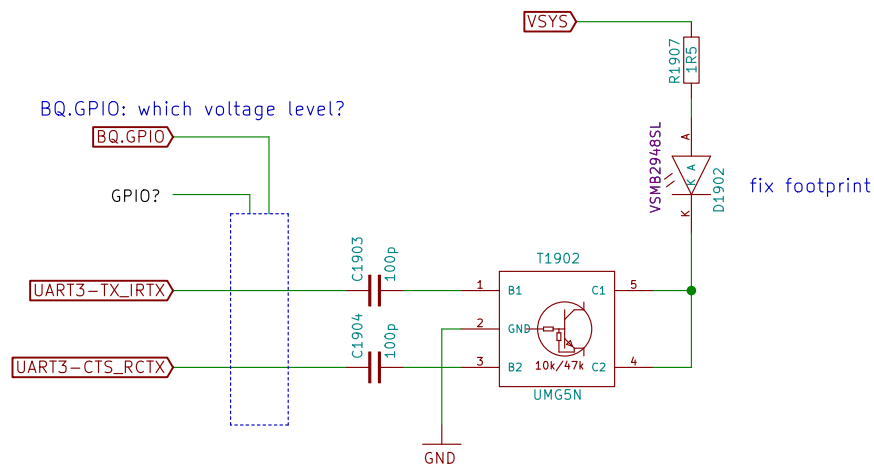 VSYS
R1907
1R5
BQ.GPIO: which voltage level?
BQ.GPIO
GPIO?
A
VSMB2948SL
K A
D1902
K
fix footprint
C1903
100p
T1902
UART3-TX_IRTX
1
B1
C1
5
2
GND
C1904
100p
UART3-CTS_RCTX
3
B2
10k/47k
C2
4
UMG5N
GND